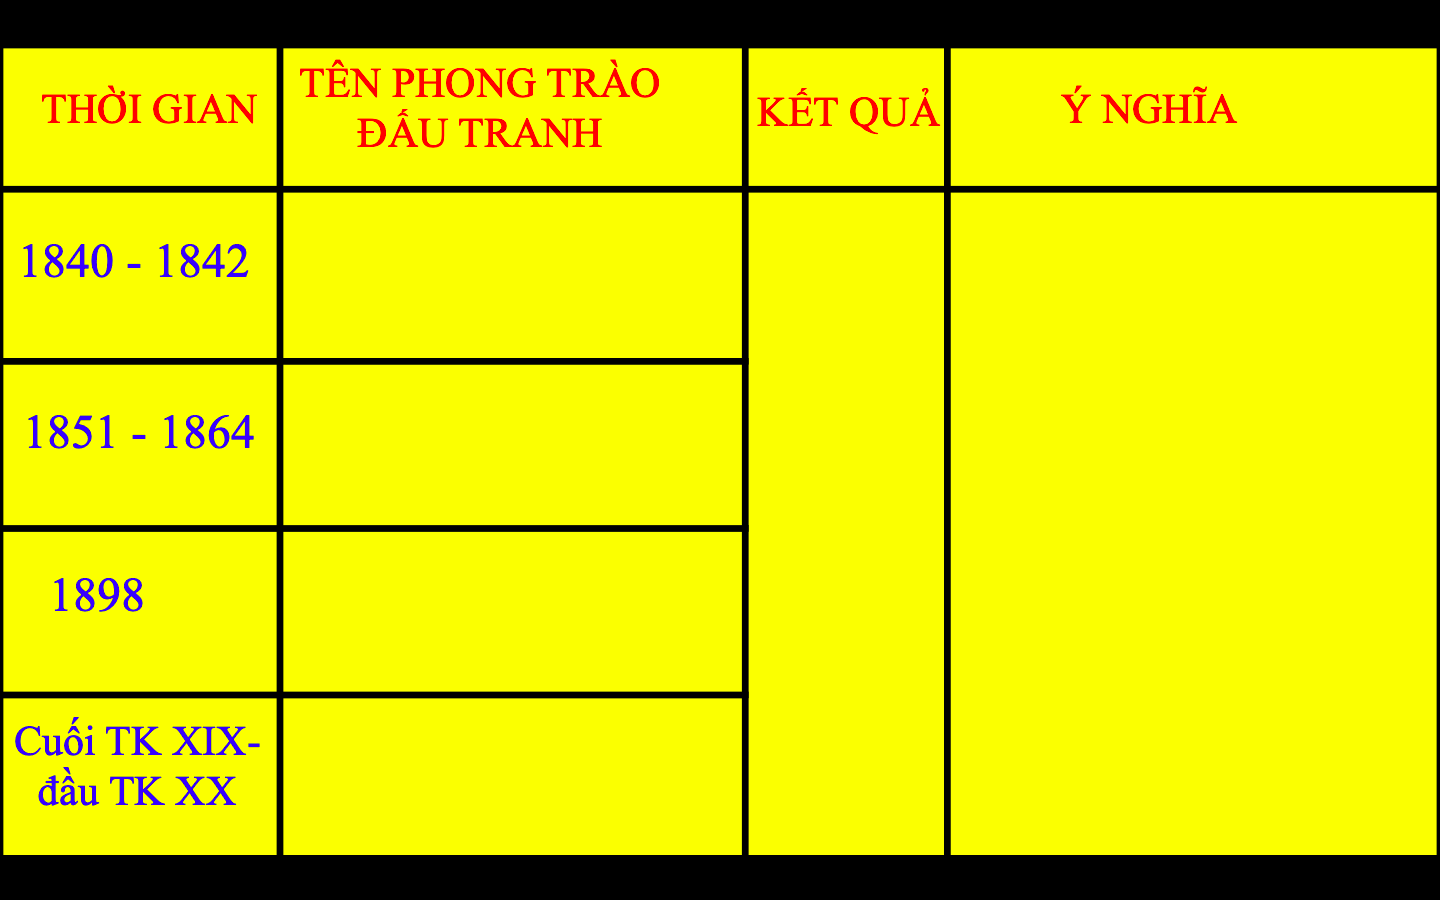 THỜI GIAN
TÊN PHONG TRÀO
ĐẤU TRANH
KẾT QUẢ
Ý NGHĨA
1840 - 1842
1851 - 1864
1898
Cuối TK XIX-
đầu TK XX